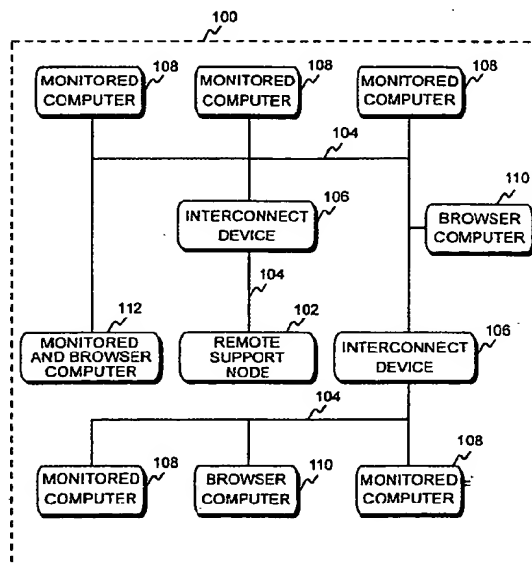 100
108
108
108
MONITORED
COMPUTER
MONITORED
COMPUTER
MONITORED
COMPUTER
104
106
INTERCONNECT
DEVICE
110
BROWSER
COMPUTER
104
112
102
106
MONITORED
AND BROWSER
COMPUTER
REMOTE
SUPPORT
NODE
INTERCONNECT
DEVICE
104
108
110
108
MONITORED
COMPUTER
BROWSER
COMPUTER
MONITORED
COMPUTER